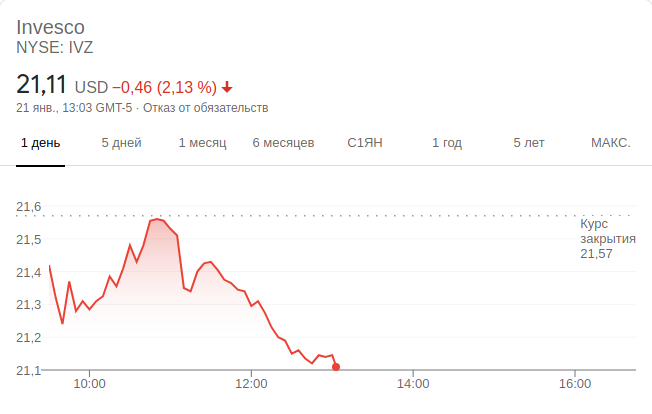 Invesco
NYSE: IVZ
21,11 USD −0,46 (2,13 %)
21 янв., 13:03 GMT-5 · Отказ от обязательств
1 день 5 дней 1 месяц 6 месяцев С1ЯН 1 год 5 лет МАКС.
21,6
Курс
закрытия
21,57
21,5
21,4
21,3
21,2
21,1
10:00 12:00 14:00 16:00